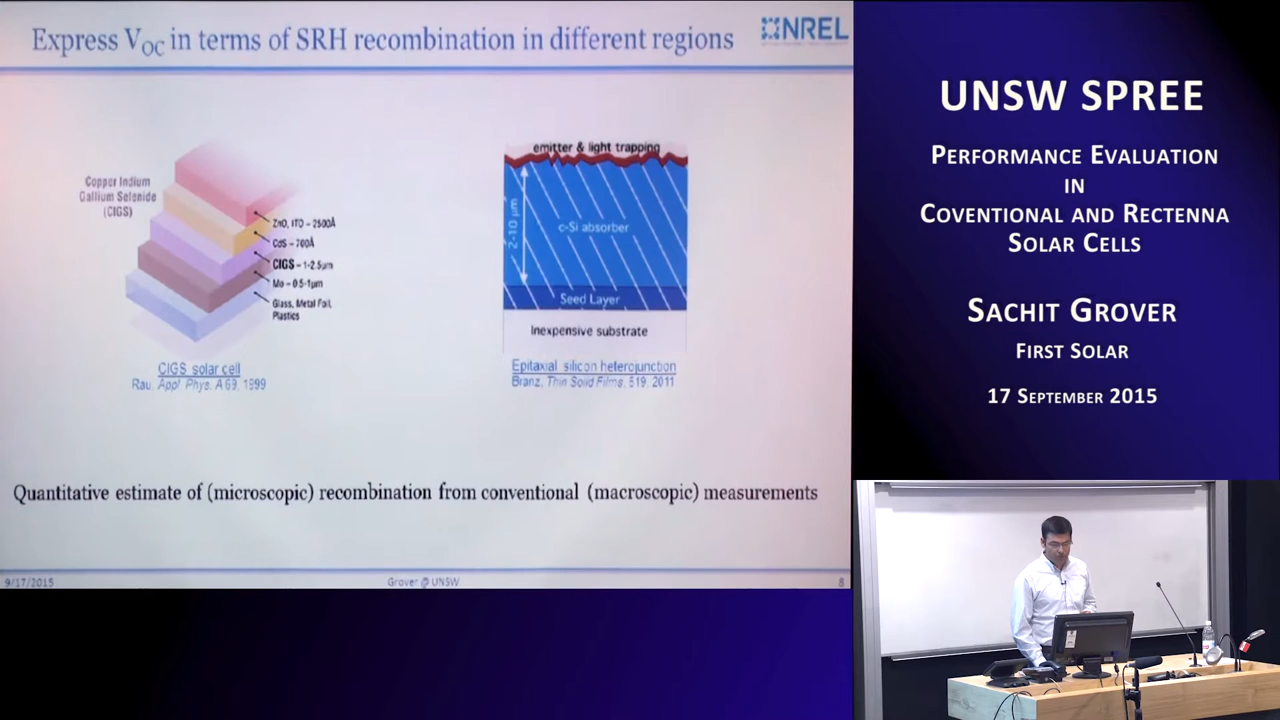 Express VOC in terms of SRH recombination in different regions
NREL
Copper Indium
Gallium Selenide
(CIGS)
ZnO, ITO – 2500Å
CdS – 700Å
CIGS – 1-2.5µm
Mo – 0.5-1µm
Glass, Metal Foil,
Plastics
CIGS solar cell
Rau, Appl. Phys. A 69, 1999
emitter & light trapping
2-10 µm
c-Si absorber
Seed Layer
Inexpensive substrate
Epitaxial silicon heterojunction
Branz, Thin Solid Films, 519, 2011
Quantitative estimate of (microscopic) recombination from conventional (macroscopic) measurements
9/17/2015
Grover @ UNSW
8
UNSW SPREE
PERFORMANCE EVALUATION
IN
COVENTIONAL AND RECTENNA
SOLAR CELLS
SACHIT GROVER
FIRST SOLAR
17 SEPTEMBER 2015